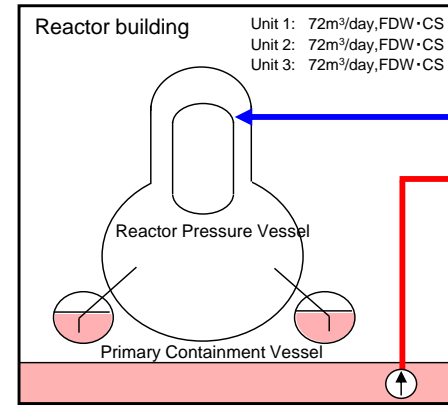 Reactor building
Unit 1: 72m³/day,FDW･CS
Unit 2: 72m³/day,FDW･CS
Unit 3: 72m³/day,FDW･CS
Reactor Pressure Vessel
Primary Containment Vessel